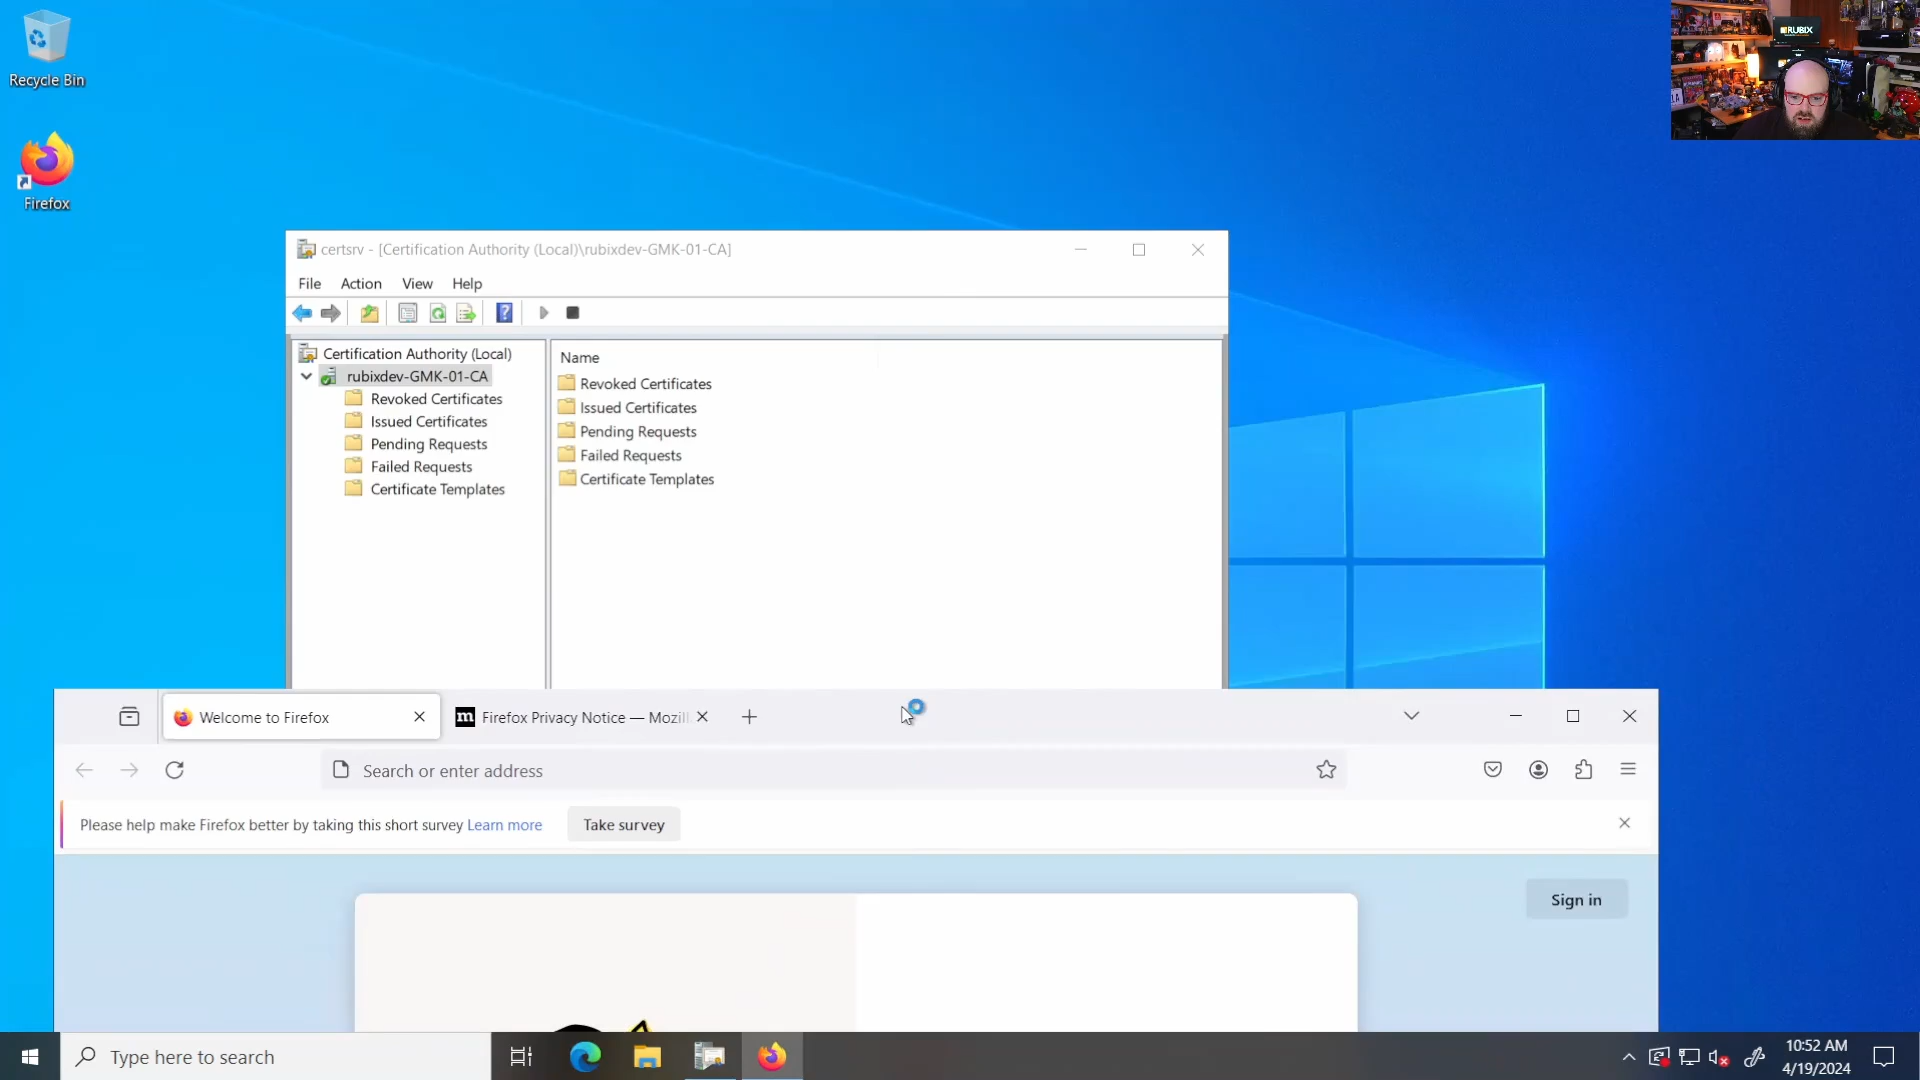 Recycle Bin
Firefox
RUBIX
certsrv - [Certification Authority (Local)\rubixdev-GMK-01-CA]
File Action View Help
Certification Authority (Local)
rubixdev-GMK-01-CA
Revoked Certificates
Issued Certificates
Pending Requests
Failed Requests
Certificate Templates
Name
Revoked Certificates
Issued Certificates
Pending Requests
Failed Requests
Certificate Templates
Welcome to Firefox
m Firefox Privacy Notice — Mozill
Search or enter address
Please help make Firefox better by taking this short survey Learn more Take survey
Sign in
Type here to search
10:52 AM
4/19/2024